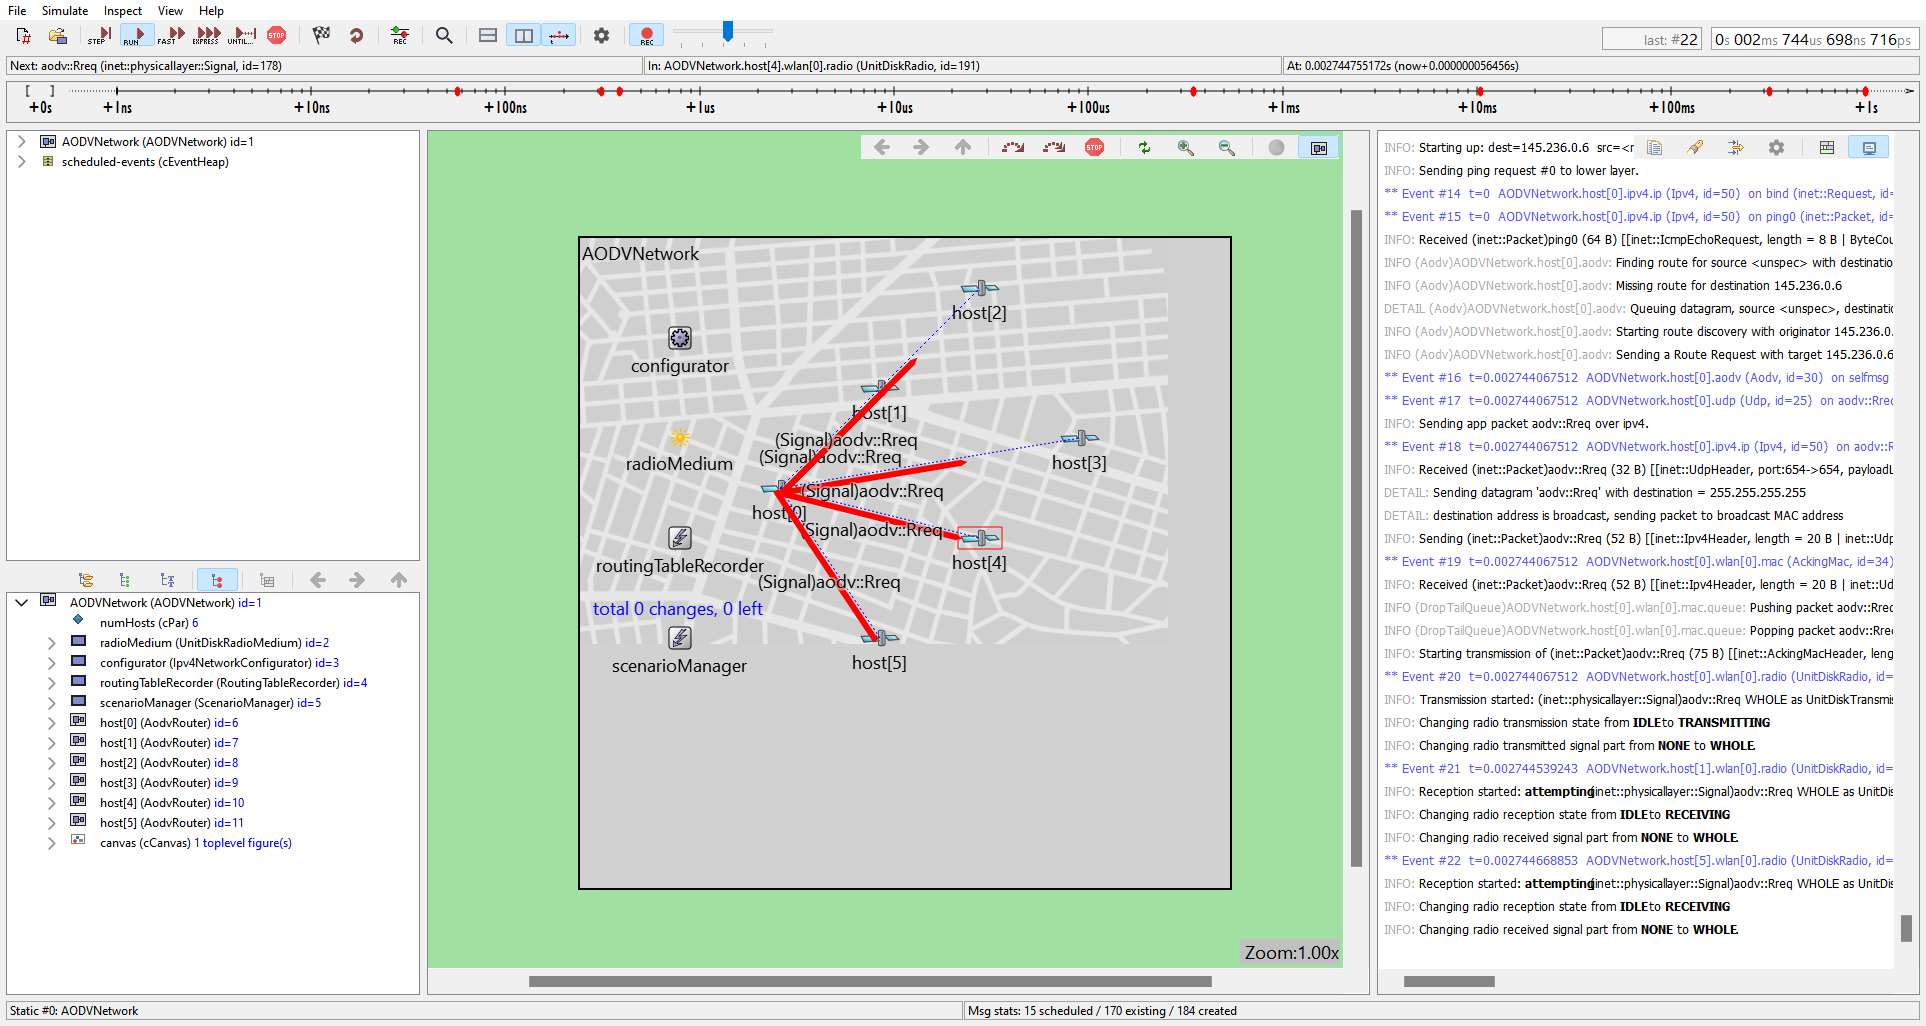 File Simulate Inspect View Help
STEP RUN FAST EXPRESS UNTIL... STOP REC REC
last: #22 0s 002ms 744us 698ns 716ps
Next: aodv::Rreq (inet::physicallayer::Signal, id=178) In: AODVNetwork.host[4].wlan[0].radio (UnitDiskRadio, id=191) At: 0.002744755172s (now+0.000000056456s)
+0s +1ns +10ns +100ns +1us +10us +100us +1ms +10ms +100ms +1s
AODVNetwork (AODVNetwork) id=1
scheduled-events (cEventHeap)
AODVNetwork (AODVNetwork) id=1
numHosts (cPar) 6
radioMedium (UnitDiskRadioMedium) id=2
configurator (Ipv4NetworkConfigurator) id=3
routingTableRecorder (RoutingTableRecorder) id=4
scenarioManager (ScenarioManager) id=5
host[0] (AodvRouter) id=6
host[1] (AodvRouter) id=7
host[2] (AodvRouter) id=8
host[3] (AodvRouter) id=9
host[4] (AodvRouter) id=10
host[5] (AodvRouter) id=11
canvas (cCanvas) 1 toplevel figure(s)
STOP
AODVNetwork
host[2]
configurator
host[1]
(Signal)aodv::Rreq
(Signal)aodv::Rreq
radioMedium
host[3]
(Signal)aodv::Rreq
host[0]
(Signal)aodv::Rreq
routingTableRecorder
host[4]
(Signal)aodv::Rreq
total 0 changes, 0 left
scenarioManager
host[5]
Zoom:1.00x
INFO: Starting up: dest=145.236.0.6 src=<r
INFO: Sending ping request #0 to lower layer.
** Event #14 t=0 AODVNetwork.host[0].ipv4.ip (Ipv4, id=50) on bind (inet::Request, id=
** Event #15 t=0 AODVNetwork.host[0].ipv4.ip (Ipv4, id=50) on ping0 (inet::Packet, id=
INFO: Received (inet::Packet)ping0 (64 B) [[inet::IcmpEchoRequest, length = 8 B | ByteCou
INFO (Aodv)AODVNetwork.host[0].aodv: Finding route for source <unspec> with destinatio
INFO (Aodv)AODVNetwork.host[0].aodv: Missing route for destination 145.236.0.6
DETAIL (Aodv)AODVNetwork.host[0].aodv: Queuing datagram, source <unspec>, destinatio
INFO (Aodv)AODVNetwork.host[0].aodv: Starting route discovery with originator 145.236.0.
INFO (Aodv)AODVNetwork.host[0].aodv: Sending a Route Request with target 145.236.0.6
** Event #16 t=0.002744067512 AODVNetwork.host[0].aodv (Aodv, id=30) on selfmsg
** Event #17 t=0.002744067512 AODVNetwork.host[0].udp (Udp, id=25) on aodv::Rrec
INFO: Sending app packet aodv::Rreq over ipv4.
** Event #18 t=0.002744067512 AODVNetwork.host[0].ipv4.ip (Ipv4, id=50) on aodv::R
INFO: Received (inet::Packet)aodv::Rreq (32 B) [[inet::UdpHeader, port:654->654, payloadL
DETAIL: Sending datagram 'aodv::Rreq' with destination = 255.255.255.255
DETAIL: destination address is broadcast, sending packet to broadcast MAC address
INFO: Sending (inet::Packet)aodv::Rreq (52 B) [[inet::Ipv4Header, length = 20 B | inet::Udp
** Event #19 t=0.002744067512 AODVNetwork.host[0].wlan[0].mac (AckingMac, id=34)
INFO: Received (inet::Packet)aodv::Rreq (52 B) [[inet::Ipv4Header, length = 20 B | inet::Ud
INFO (DropTailQueue)AODVNetwork.host[0].wlan[0].mac.queue: Pushing packet aodv::Rrec
INFO (DropTailQueue)AODVNetwork.host[0].wlan[0].mac.queue: Popping packet aodv::Rre
INFO: Starting transmission of (inet::Packet)aodv::Rreq (75 B) [[inet::AckingMacHeader, leng
** Event #20 t=0.002744067512 AODVNetwork.host[0].wlan[0].radio (UnitDiskRadio, id=
INFO: Transmission started: (inet::physicallayer::Signal)aodv::Rreq WHOLE as UnitDiskTransmis
INFO: Changing radio transmission state from IDLE to TRANSMITTING
INFO: Changing radio transmitted signal part from NONE to WHOLE.
** Event #21 t=0.002744539243 AODVNetwork.host[1].wlan[0].radio (UnitDiskRadio, id=
INFO: Reception started: attempting (inet::physicallayer::Signal)aodv::Rreq WHOLE as UnitDis
INFO: Changing radio reception state from IDLE to RECEIVING
INFO: Changing radio received signal part from NONE to WHOLE.
** Event #22 t=0.002744668853 AODVNetwork.host[5].wlan[0].radio (UnitDiskRadio, id=
INFO: Reception started: attempting (inet::physicallayer::Signal)aodv::Rreq WHOLE as UnitDis
INFO: Changing radio reception state from IDLE to RECEIVING
INFO: Changing radio received signal part from NONE to WHOLE.
Static #0: AODVNetwork Msg stats: 15 scheduled / 170 existing / 184 created